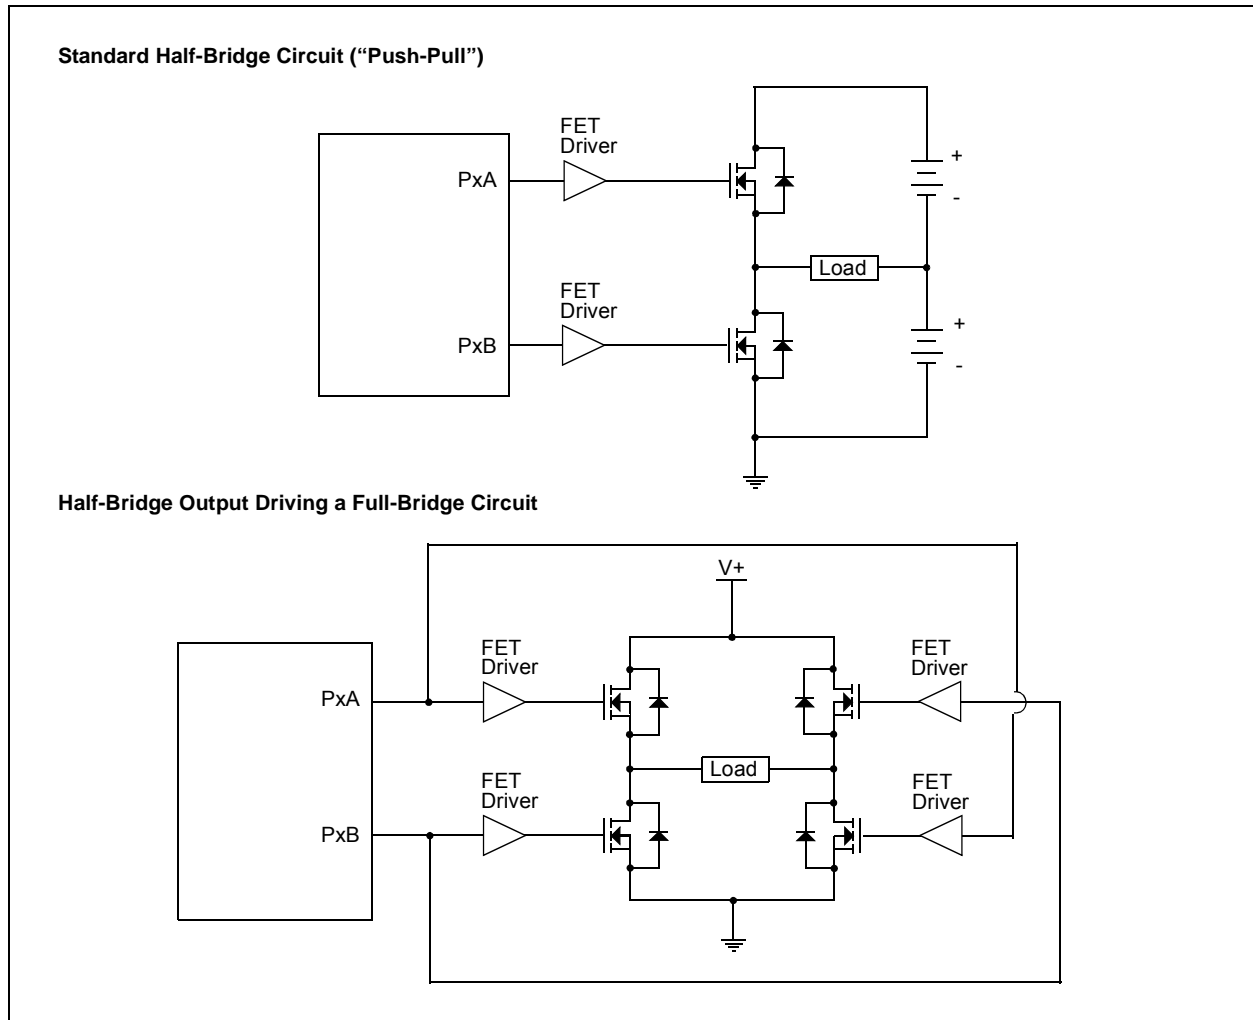 Standard Half-Bridge Circuit (“Push-Pull”)
FET
Driver
PxA
+
-
Load
FET
Driver
PxB
+
-
Half-Bridge Output Driving a Full-Bridge Circuit
V+
FET
Driver
FET
Driver
PxA
Load
FET
Driver
FET
Driver
PxB